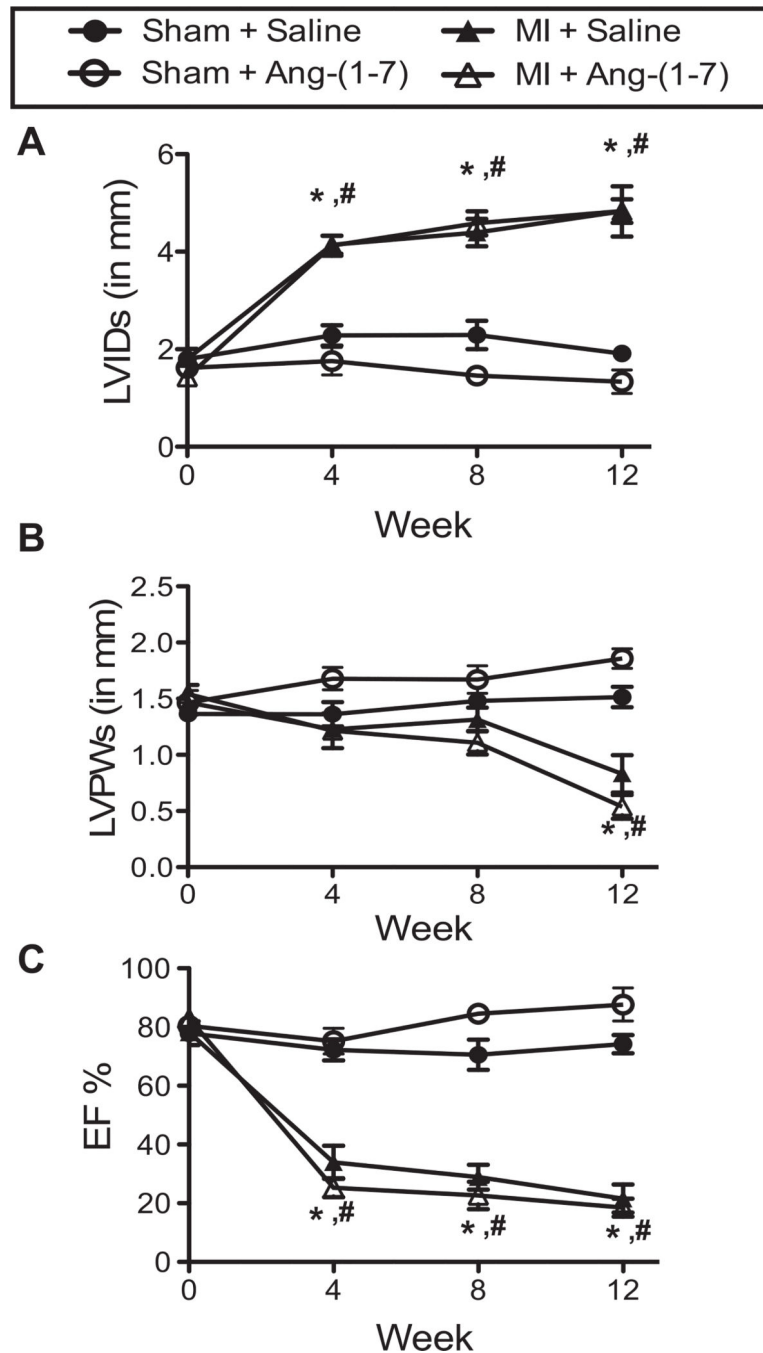 Sham + Saline MI + Saline
Sham + Ang-(1-7) MI + Ang-(1-7)
A
LVIDs (in mm)
6
4
2
0
* ,# * ,# * ,#
0 4 8 12
Week
B
LVPWs (in mm)
2.5
2.0
1.5
1.0
0.5
0.0
* ,#
0 4 8 12
Week
C
EF %
100
80
60
40
20
0
* ,# * ,# * ,#
0 4 8 12
Week